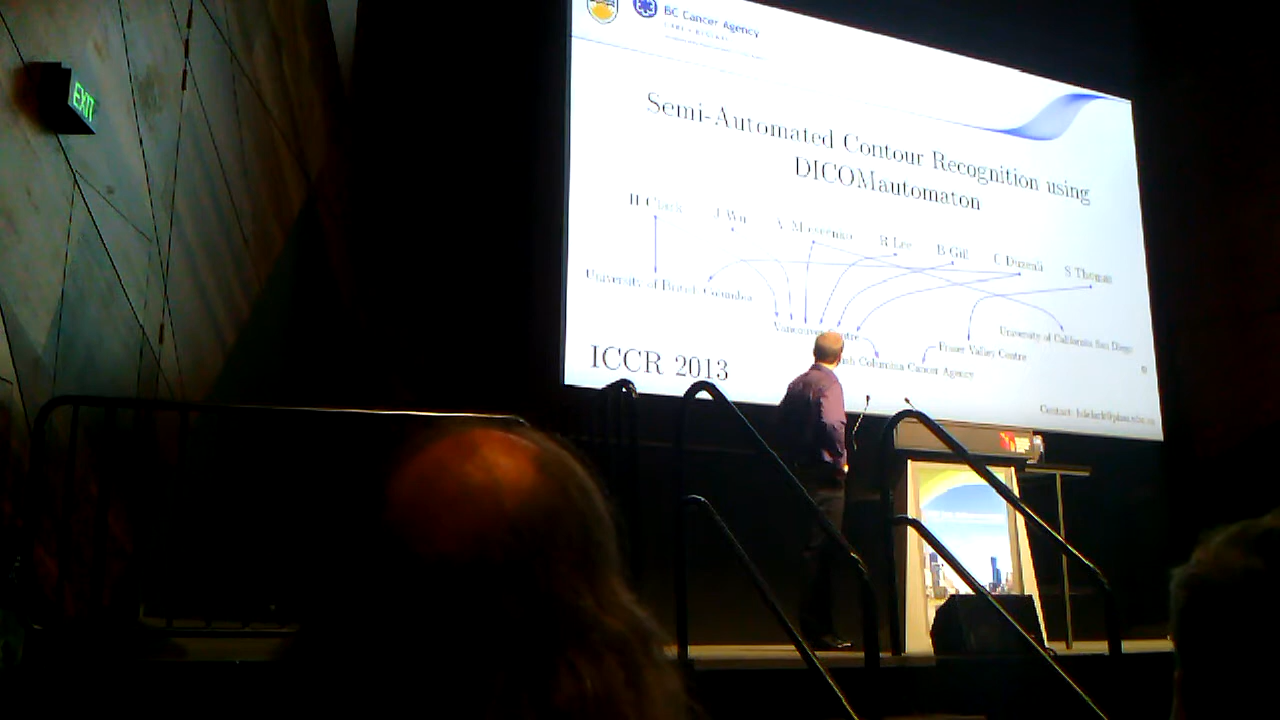 EXIT
BC Cancer Agency
Semi-Automated Contour Recognition using
DICOMautomaton
H Clark J Wu V Moiseenko R Lee B Gill C Duzenli S Thomas
University of British Columbia
Vancouver Centre
University of California San Diego
Fraser Valley Centre
Columbia Cancer Agency
ICCR 2013
Contact: